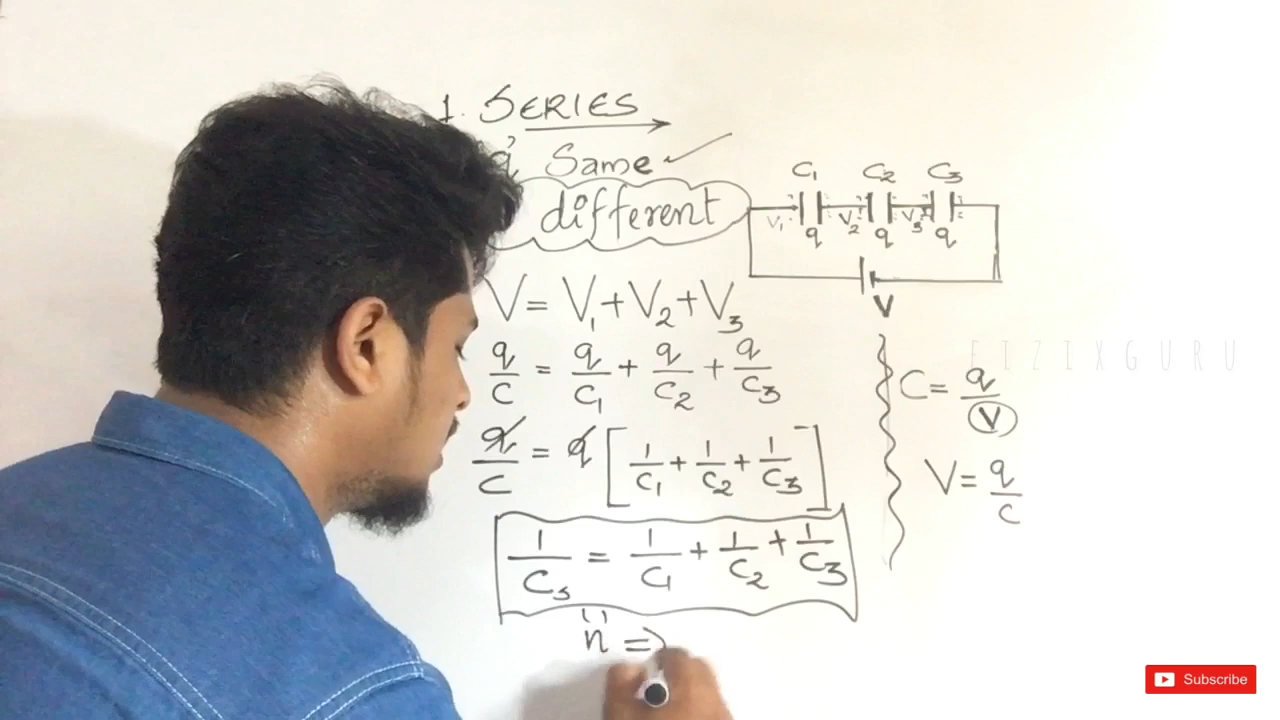 1. SERIES
'q' Same ✓
different
C₁ C₂ C₃
V₁ V₂ V₃
q q q
V
V = V₁ + V₂ + V₃
q/C = q/C₁ + q/C₂ + q/C₃
q/C = q [1/C₁ + 1/C₂ + 1/C₃]
1/Cₛ = 1/C₁ + 1/C₂ + 1/C₃
"n" ⇒
FIZIXGURU
C = q/V
V = q/C
Subscribe